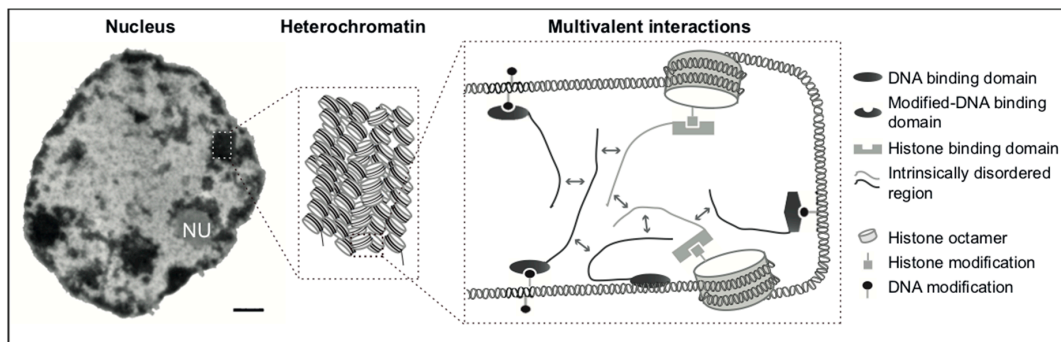 Nucleus
Heterochromatin
Multivalent interactions
NU
DNA binding domain
Modified-DNA binding
domain
Histone binding domain
Intrinsically disordered
region
Histone octamer
Histone modification
DNA modification